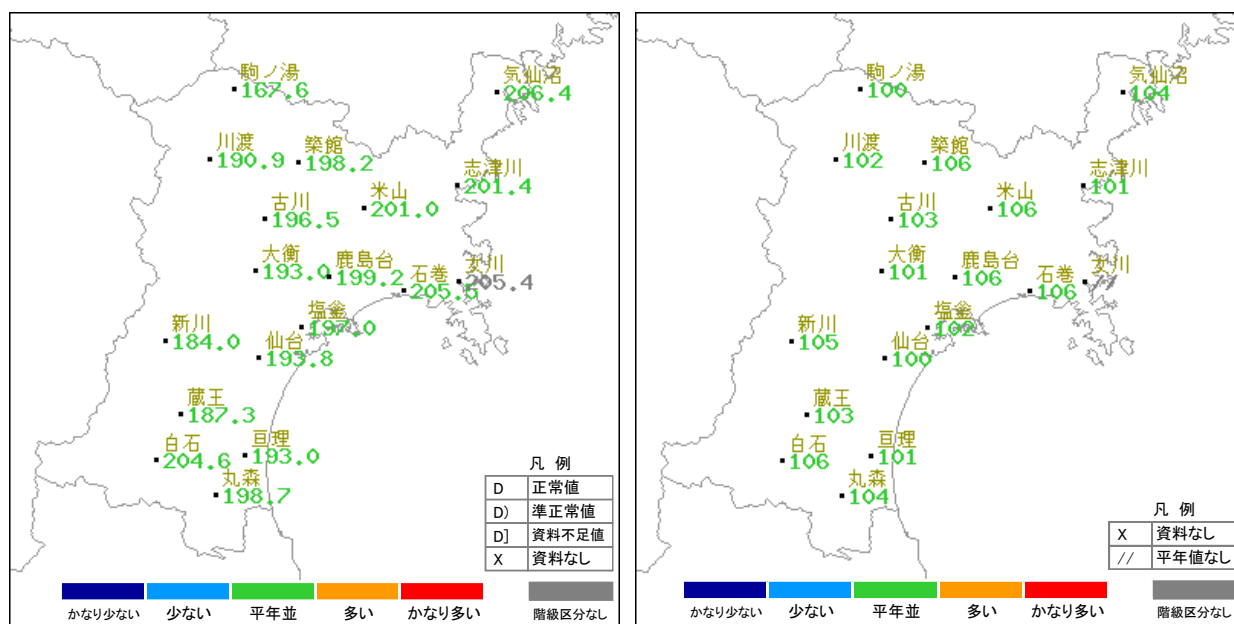 駒ノ湯
167.6
気仙沼
206.4
川渡
190.9
築館
198.2
志津川
201.4
米山
201.0
古川
196.5
大衡
193.0
鹿島台
199.2
石巻
205.5
女川
205.4
塩釜
197.0
新川
184.0
仙台
193.8
蔵王
187.3
白石
204.6
亘理
193.0
丸森
198.7
凡 例
D 正常値
D) 準正常値
D] 資料不足値
X 資料なし
かなり少ない 少ない 平年並 多い かなり多い 階級区分なし
駒ノ湯
100
気仙沼
104
川渡
102
築館
106
志津川
101
米山
106
古川
103
大衡
101
鹿島台
106
石巻
106
女川
//
塩釜
102
新川
105
仙台
100
蔵王
103
白石
106
亘理
101
丸森
104
凡 例
X 資料なし
// 平年値なし
かなり少ない 少ない 平年並 多い かなり多い 階級区分なし